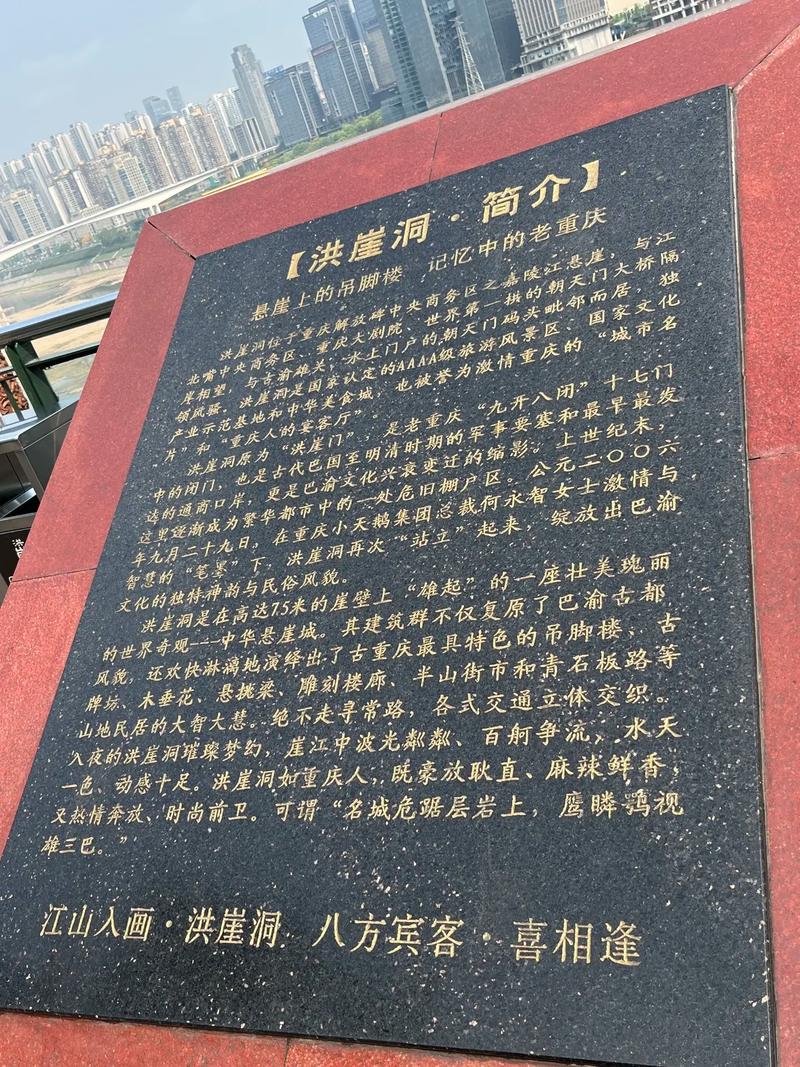 【洪崖洞·简介】
悬崖上的吊脚楼 记忆中的老重庆
洪崖洞位于重庆解放碑中央商务区之嘉陵江悬崖，与江
北嘴中央商务区、重庆大剧院、世界第一拱的朝天门大桥隔
岸相望，与古渝雄关，水上门户的朝天门码头毗邻而居，独
领风骚。洪崖洞是国家认定的AAAA级旅游风景区、国家文化
产业示范基地和中华美食城，也被誉为激情重庆的“城市名
片”和“重庆人的宴客厅”。
洪崖洞原为“洪崖门”，是老重庆“九开八闭”十七门
中的闭门，也是古代巴国至明清时期的军事要塞和最早最发
达的通商口岸，更是巴渝文化兴衰变迁的缩影。上世纪末，
这里逐渐成为繁华都市中的一处危旧棚户区。公元二〇〇六
年九月二十九日，在重庆小天鹅集团总裁何永智女士激情与
智慧的“笔墨”下，洪崖洞再次“站立”起来，绽放出巴渝
文化的独特神韵与民俗风貌。
洪崖洞是在高达75米的崖壁上“雄起”的一座壮美瑰丽
的世界奇观——中华悬崖城。其建筑群不仅复原了巴渝古都
风貌，还欢快淋漓地演绎出了古重庆最具特色的吊脚楼、古
牌坊、木垂花、悬挑梁、雕刻楼廊、半山街市和青石板路等
山地民居的大智大慧。绝不走寻常路，各式交通立体交织。
入夜的洪崖洞璀璨梦幻，崖江中波光粼粼、百舸争流，水天
一色、动感十足。洪崖洞如重庆人，既豪放耿直、麻辣鲜香，
又热情奔放、时尚前卫。可谓“名城危踞层岩上，鹰瞵鹗视
雄三巴。”
江山入画·洪崖洞 八方宾客·喜相逢